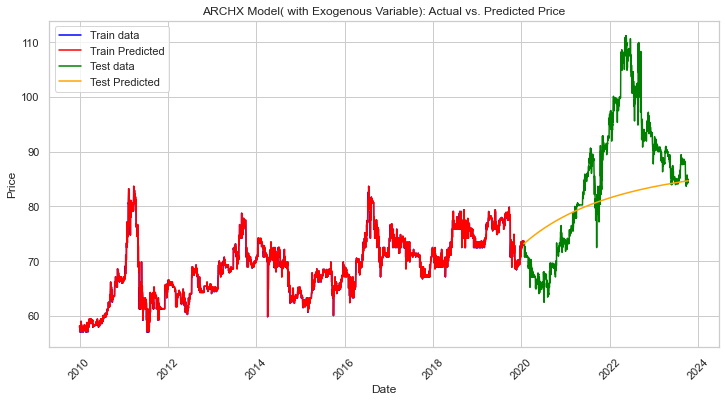 ARCHX Model( with Exogenous Variable): Actual vs. Predicted Price
Train data
Train Predicted
Test data
Test Predicted
110
100
90
80
70
60
Price
2010
2012
2014
2016
2018
2020
2022
2024
Date